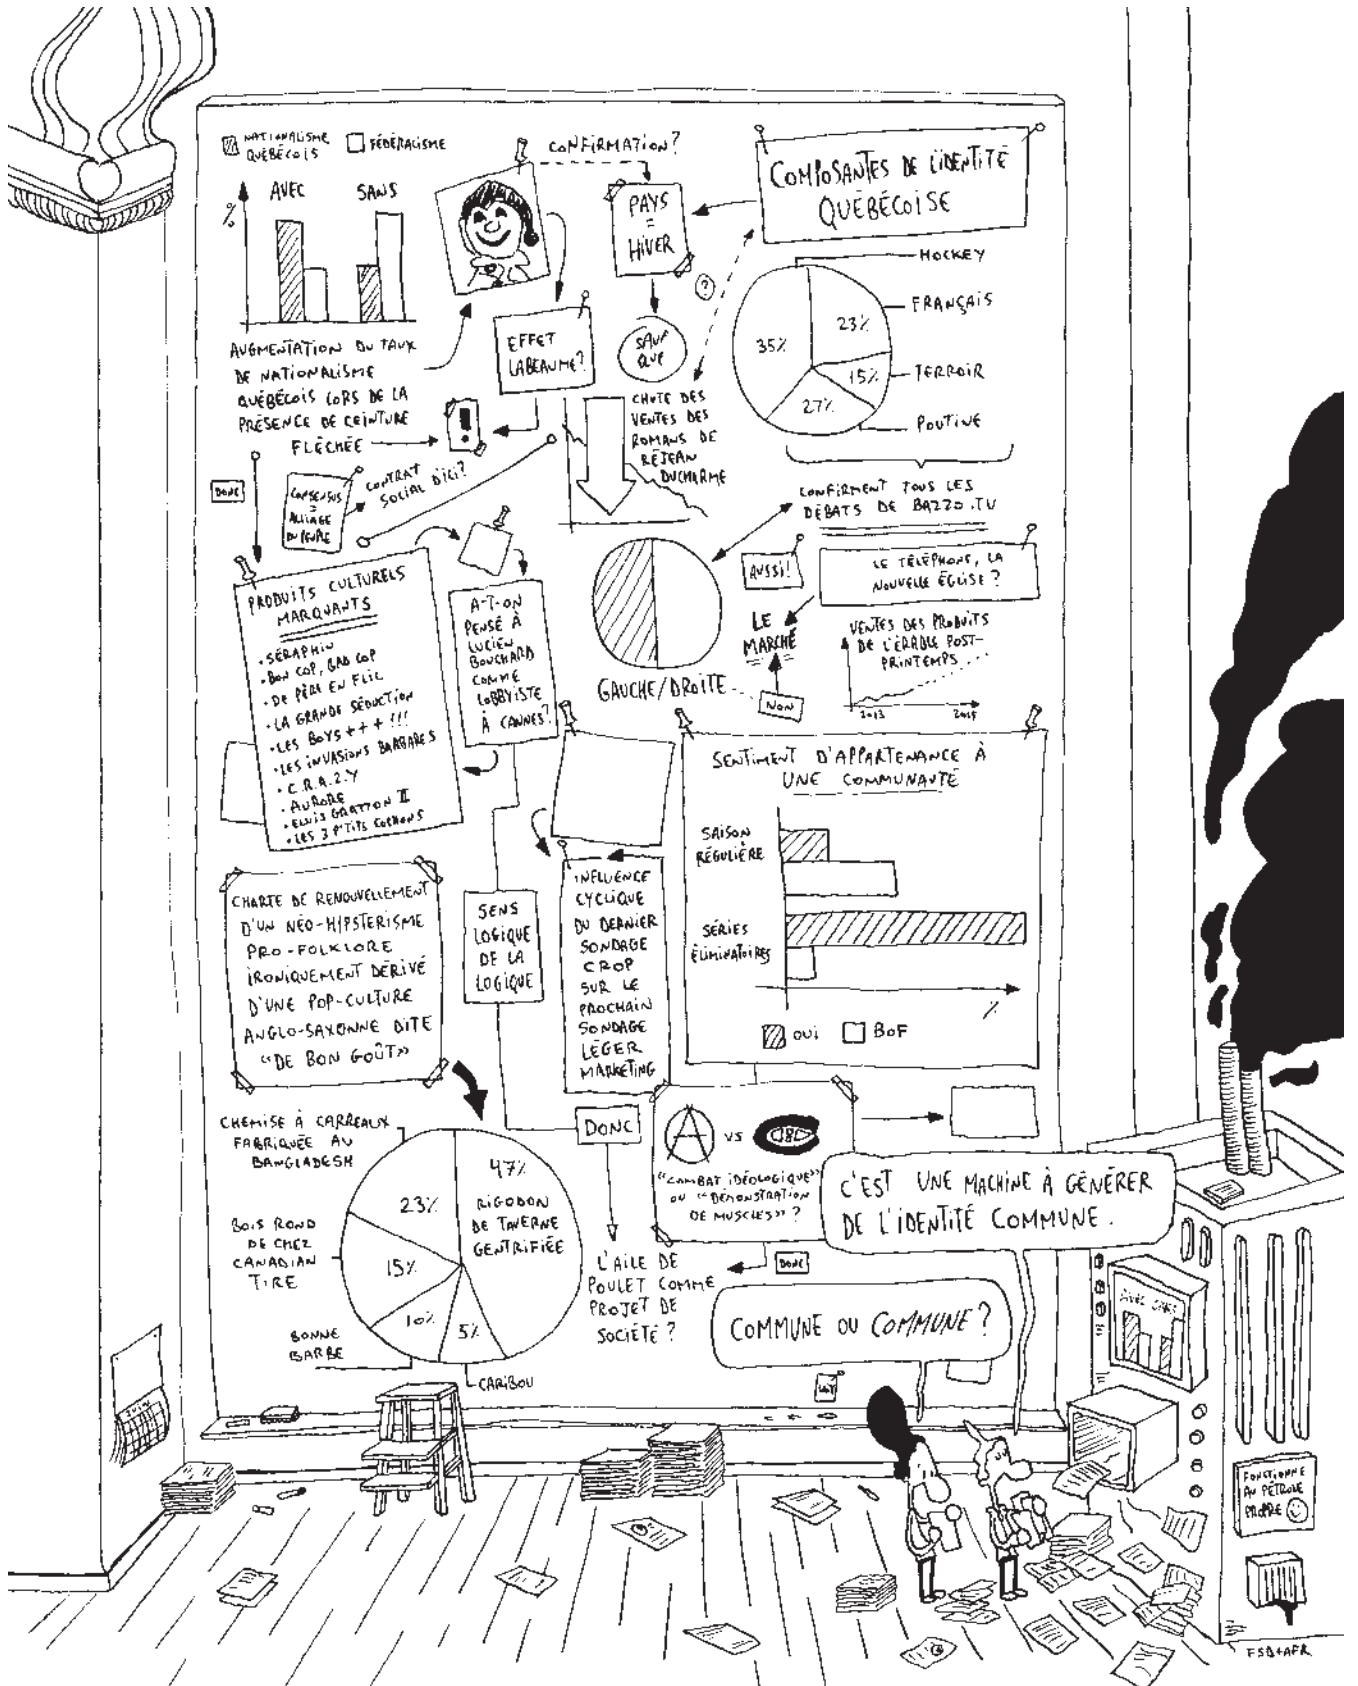 NATIONALISME
QUÉBÉCOIS
FÉDÉRALISME
AVEC
SANS
%
AUGMENTATION DU TAUX
DE NATIONALISME
QUÉBÉCOIS LORS DE LA
PRÉSENCE DE CEINTURE
FLÉCHÉE
CONFIRMATION?
PAYS
=
HIVER
COMPOSANTES DE L'IDENTITÉ
QUÉBÉCOISE
HOCKEY
FRANÇAIS
TERROIR
POUTINE
35%
23%
15%
27%
?
EFFET
LABEAUME?
SAUF
QUE
CHUTE DES
VENTES DES
ROMANS DE
RÉJEAN
DUCHARME
!
DONC
CONSENSUS
=
ALLIAGE
DU PEUPLE
CONTRAT
SOCIAL D'ICI?
CONFIRMENT TOUS LES
DÉBATS DE BAZZO.TV
PRODUITS CULTURELS
MARQUANTS
• SÉRAPHIN
• BON COP, BAD COP
• DE PÈRE EN FLIC
• LA GRANDE SÉDUCTION
• LES BOYS + + + !!!
• LES INVASIONS BARBARES
• C.R.A.Z.Y
• AURORE
• ELVIS GRATTON II
• LES 3 P'TITS COCHONS
A-T-ON
PENSÉ À
LUCIEN
BOUCHARD
COMME
LOBBYISTE
À CANNES?
GAUCHE/DROITE
AUSSI!
LE TÉLÉPHONE, LA
NOUVELLE ÉGLISE?
LE
MARCHÉ
NON
VENTES DES PRODUITS
DE L'ÉRABLE POST-
PRINTEMPS
2013
SENTIMENT D'APPARTENANCE À
UNE COMMUNAUTÉ
SAISON
RÉGULIÈRE
SÉRIES
ÉLIMINATOIRES
%
OUI
BOF
CHARTE DE RENOUVELLEMENT
D'UN NÉO-HIPSTERISME
PRO-FOLKLORE
IRONIQUEMENT DÉRIVÉ
D'UNE POP-CULTURE
ANGLO-SAXONNE DITE
«DE BON GOÛT»
SENS
LOGIQUE
DE LA
LOGIQUE
INFLUENCE
CYCLIQUE
DU DERNIER
SONDAGE
CROP
SUR LE
PROCHAIN
SONDAGE
LÉGER
MARKETING
CHEMISE À CARREAUX
FABRIQUÉE AU
BANGLADESH
BOIS ROND
DE CHEZ
CANADIAN
TIRE
BONNE
BARBE
CARIBOU
47%
RIGODON
DE TAVERNE
GENTRIFIÉE
23%
15%
10%
5%
DONC
A VS CH
"COMBAT IDÉOLOGIQUE"
OU "DÉMONSTRATION
DE MUSCLES" ?
DONC
L'AILE DE
POULET COMME
PROJET DE
SOCIÉTÉ ?
C'EST UNE MACHINE À GÉNÉRER
DE L'IDENTITÉ COMMUNE.
COMMUNE OU COMMUNE ?
AVEC SANS
FONCTIONNE
AU PÉTROLE
PROPRE
FSB+AFR